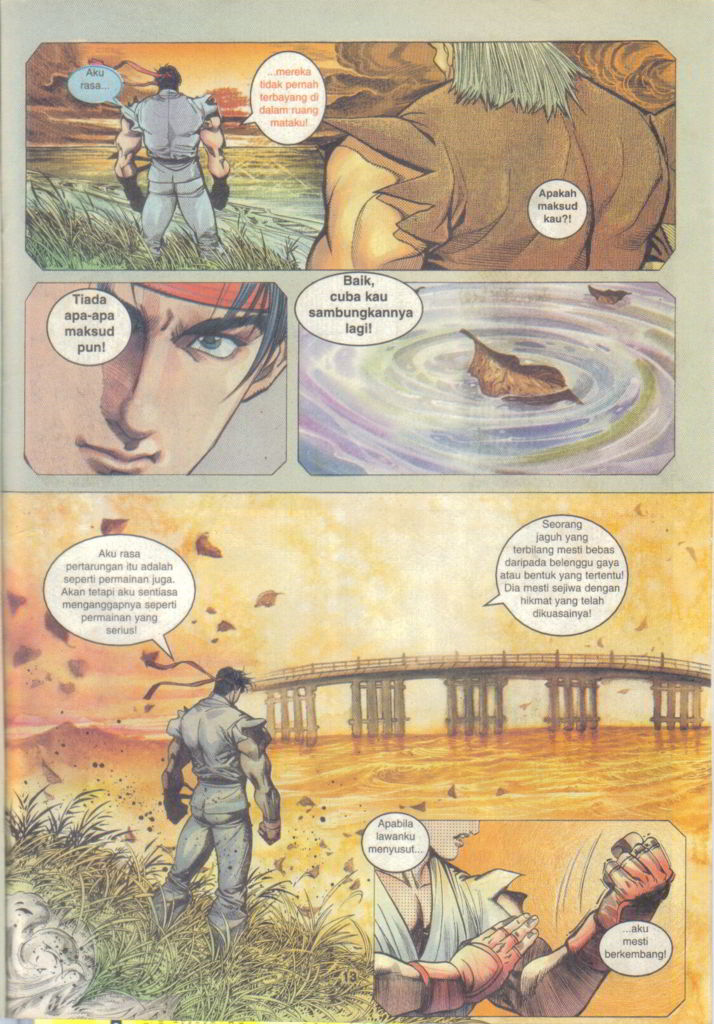 Aku
rasa...
...mereka
tidak pernah
terbayang di
dalam ruang
mataku!
Apakah
maksud
kau?!
Tiada
apa-apa
maksud
pun!
Baik,
cuba kau
sambungkannya
lagi!
Aku rasa
pertarungan itu adalah
seperti permainan juga.
Akan tetapi aku sentiasa
menganggapnya seperti
permainan yang
serius!
Seorang
jaguh yang
terbilang mesti bebas
daripada belenggu gaya
atau bentuk yang tertentu!
Dia mesti sejiwa dengan
hikmat yang telah
dikuasainya!
Apabila
lawanku
menyusut...
...aku
mesti
berkembang!
13